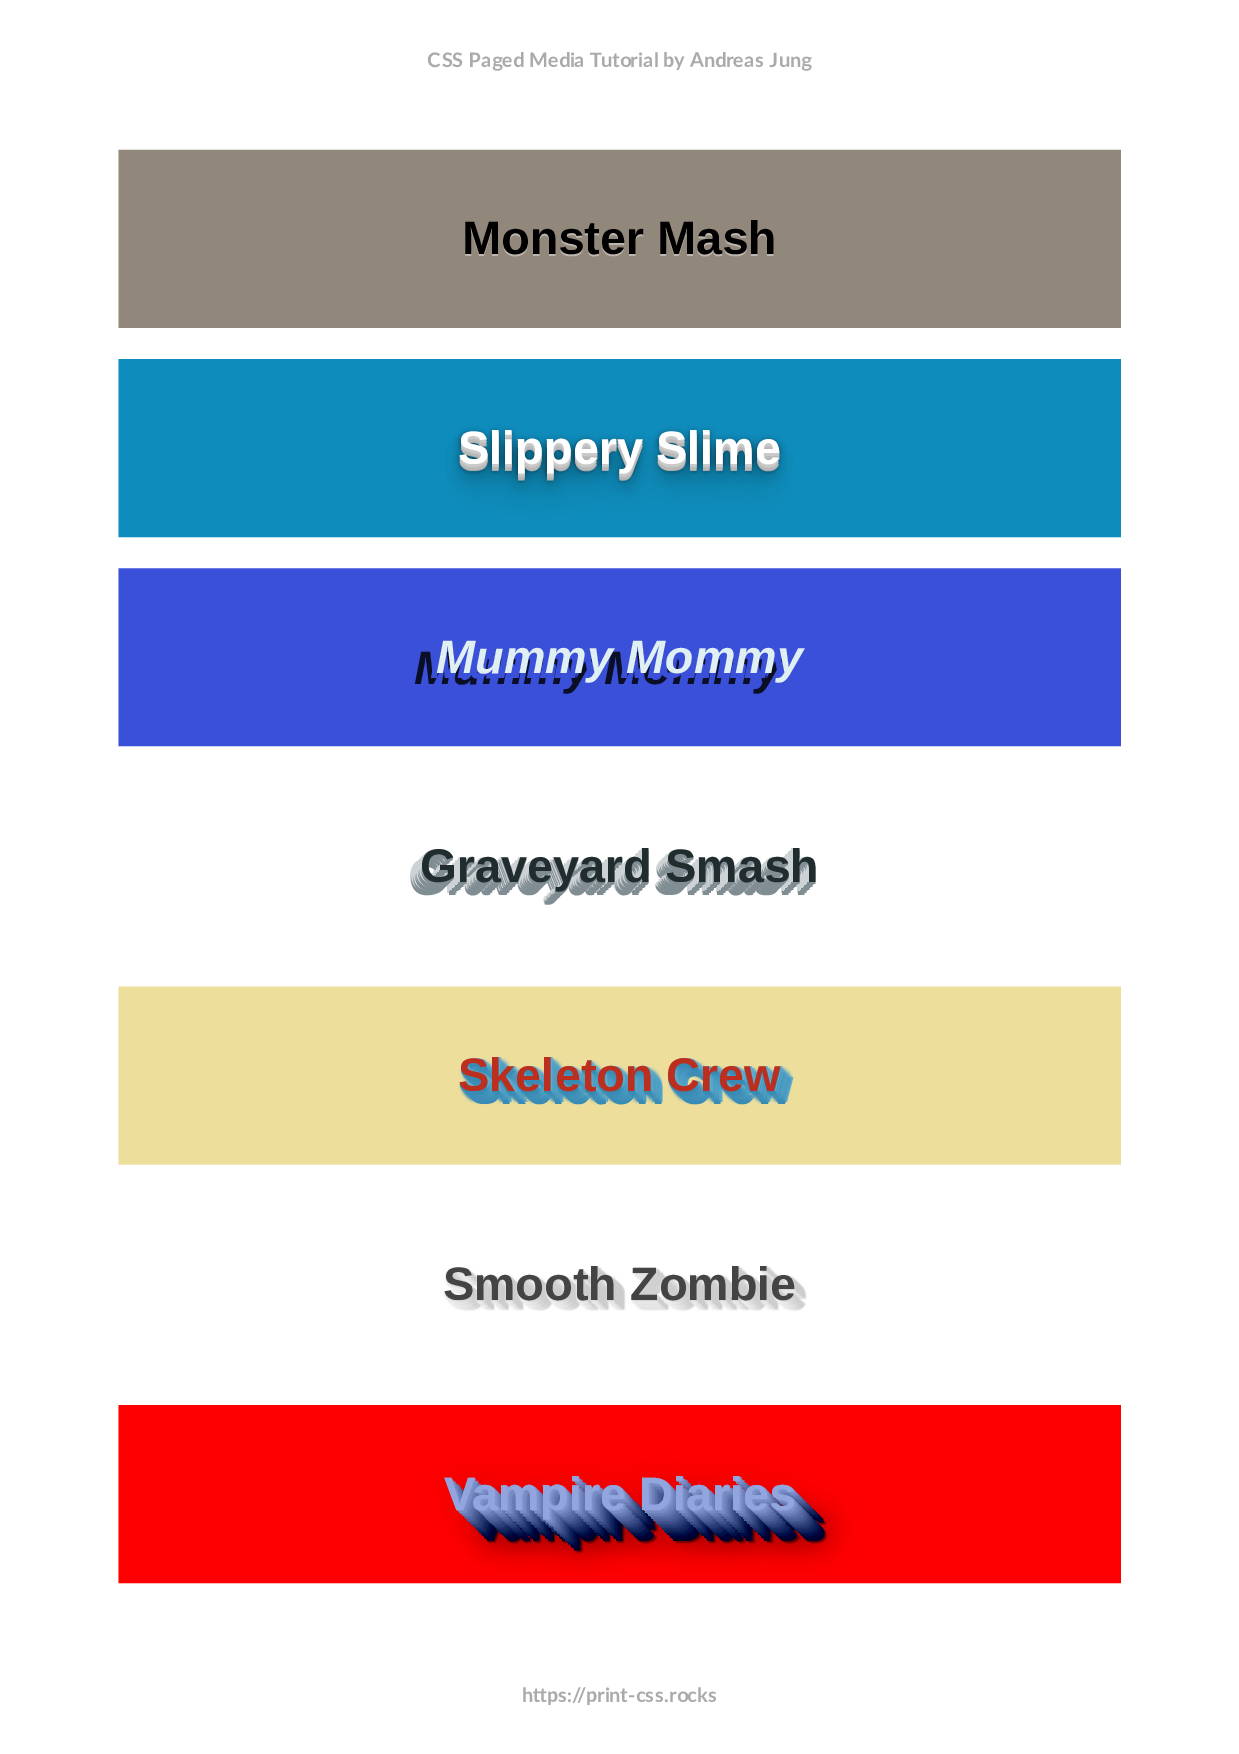 CSS Paged Media Tutorial by Andreas Jung
Monster Mash
Slippery Slime
Mummy Mommy
Graveyard Smash
Skeleton Crew
Smooth Zombie
Vampire Diaries
https://print-css.rocks